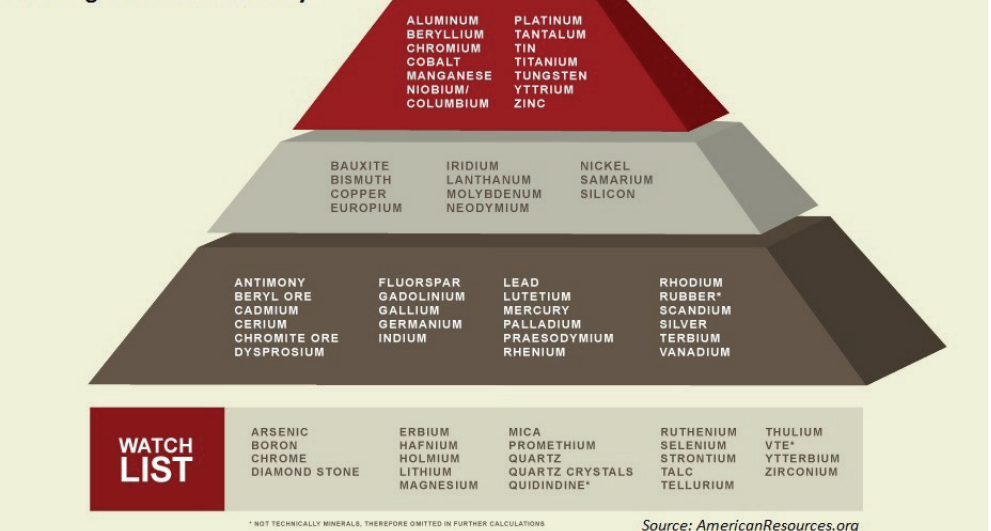 ALUMINUM
BERYLLIUM
CHROMIUM
COBALT
MANGANESE
NIOBIUM/
COLUMBIUM
PLATINUM
TANTALUM
TIN
TITANIUM
TUNGSTEN
YTTRIUM
ZINC
BAUXITE
BISMUTH
COPPER
EUROPIUM
IRIDIUM
LANTHANUM
MOLYBDENUM
NEODYMIUM
NICKEL
SAMARIUM
SILICON
ANTIMONY
BERYL ORE
CADMIUM
CERIUM
CHROMITE ORE
DYSPROSIUM
FLUORSPAR
GADOLINIUM
GALLIUM
GERMANIUM
INDIUM
LEAD
LUTETIUM
MERCURY
PALLADIUM
PRAESODYMIUM
RHENIUM
RHODIUM
RUBBER*
SCANDIUM
SILVER
TERBIUM
VANADIUM
WATCH
LIST
ARSENIC
BORON
CHROME
DIAMOND STONE
ERBIUM
HAFNIUM
HOLMIUM
LITHIUM
MAGNESIUM
MICA
PROMETHIUM
QUARTZ
QUARTZ CRYSTALS
QUIDINDINE*
RUTHENIUM
SELENIUM
STRONTIUM
TALC
TELLURIUM
THULIUM
VTE*
YTTERBIUM
ZIRCONIUM
* NOT TECHNICALLY MINERALS, THEREFORE OMITTED IN FURTHER CALCULATIONS
Source: AmericanResources.org